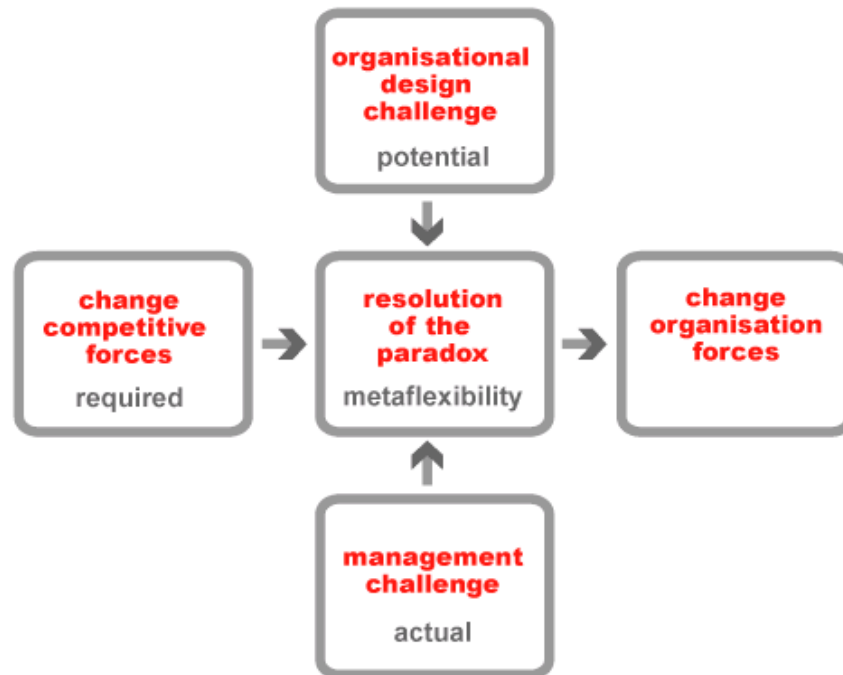 organisational
design
challenge
potential
change
competitive
forces
required
resolution
of the
paradox
metaflexibility
change
organisation
forces
management
challenge
actual